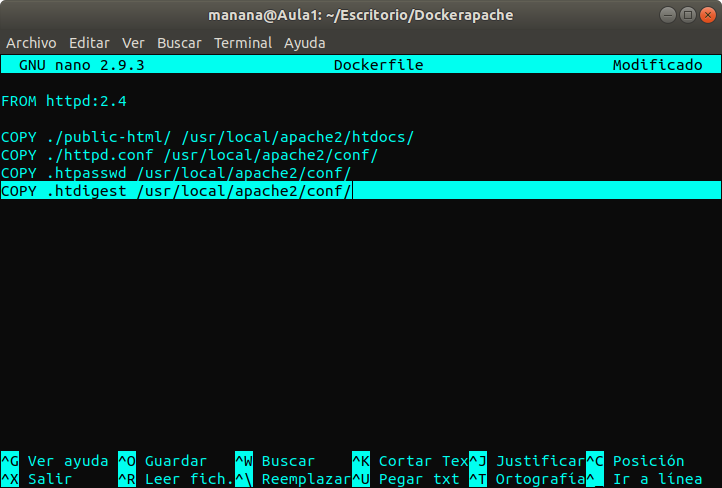 manana@Aula1: ~/Escritorio/Dockerapache
Archivo Editar Ver Buscar Terminal Ayuda
GNU nano 2.9.3 Dockerfile Modificado
FROM httpd:2.4
COPY ./public-html/ /usr/local/apache2/htdocs/
COPY ./httpd.conf /usr/local/apache2/conf/
COPY .htpasswd /usr/local/apache2/conf/
COPY .htdigest /usr/local/apache2/conf/
^G Ver ayuda ^O Guardar ^W Buscar ^K Cortar Tex^J Justificar^C Posición
^X Salir ^R Leer fich.^\ Reemplazar^U Pegar txt ^T Ortografía^_ Ir a línea